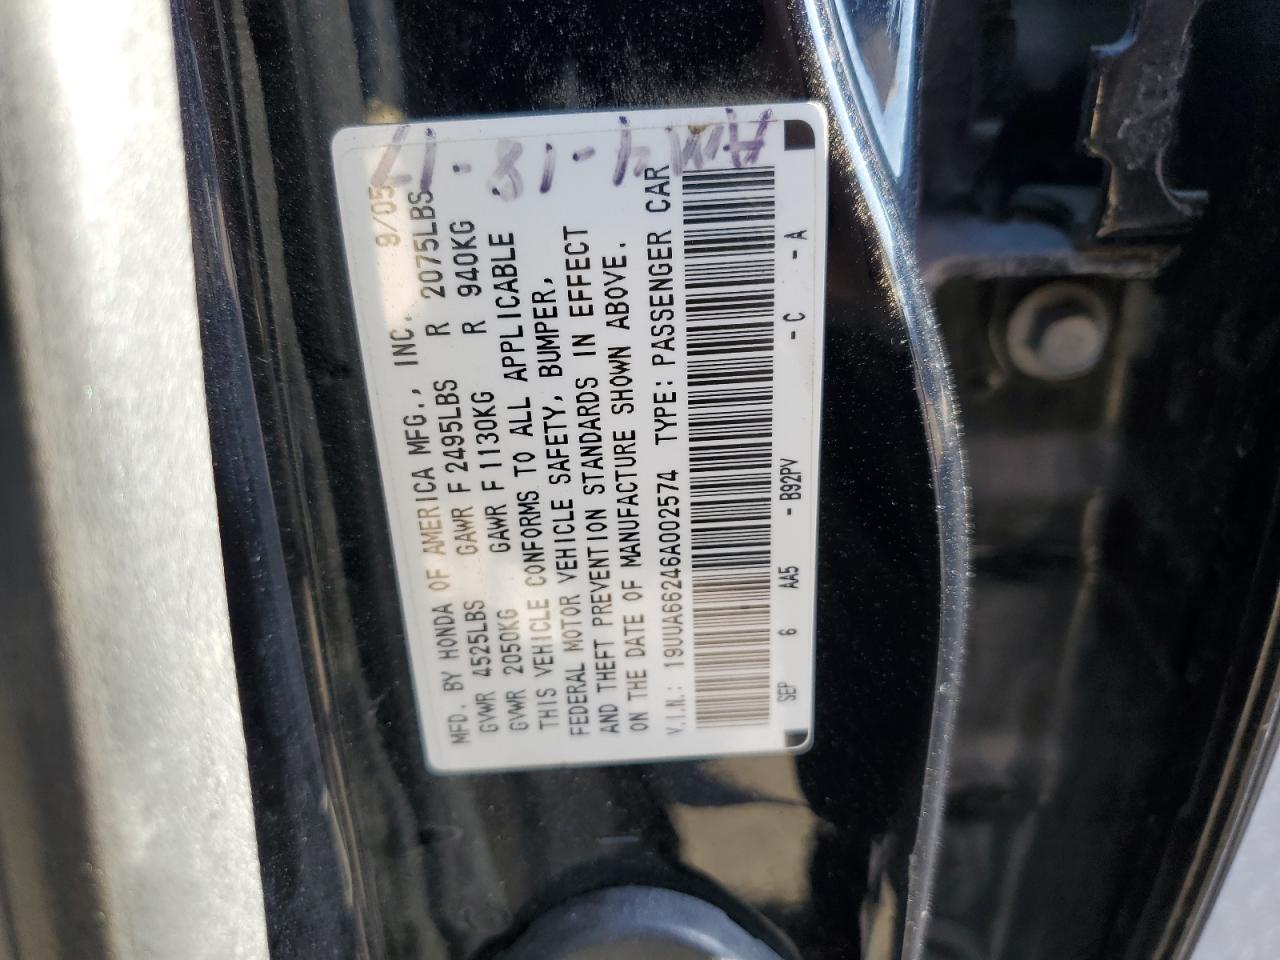 MFD. BY HONDA OF AMERICA MFG., INC. 9/05
GVWR 4525LBS GAWR F 2495LBS R 2075LBS
GVWR 2050KG GAWR F 1130KG R 940KG
THIS VEHICLE CONFORMS TO ALL APPLICABLE
FEDERAL MOTOR VEHICLE SAFETY, BUMPER,
AND THEFT PREVENTION STANDARDS IN EFFECT
ON THE DATE OF MANUFACTURE SHOWN ABOVE.
V.I.N.: 19UUA66246A002574 TYPE: PASSENGER CAR
SEP 6 AA5 - B92PV - C - A